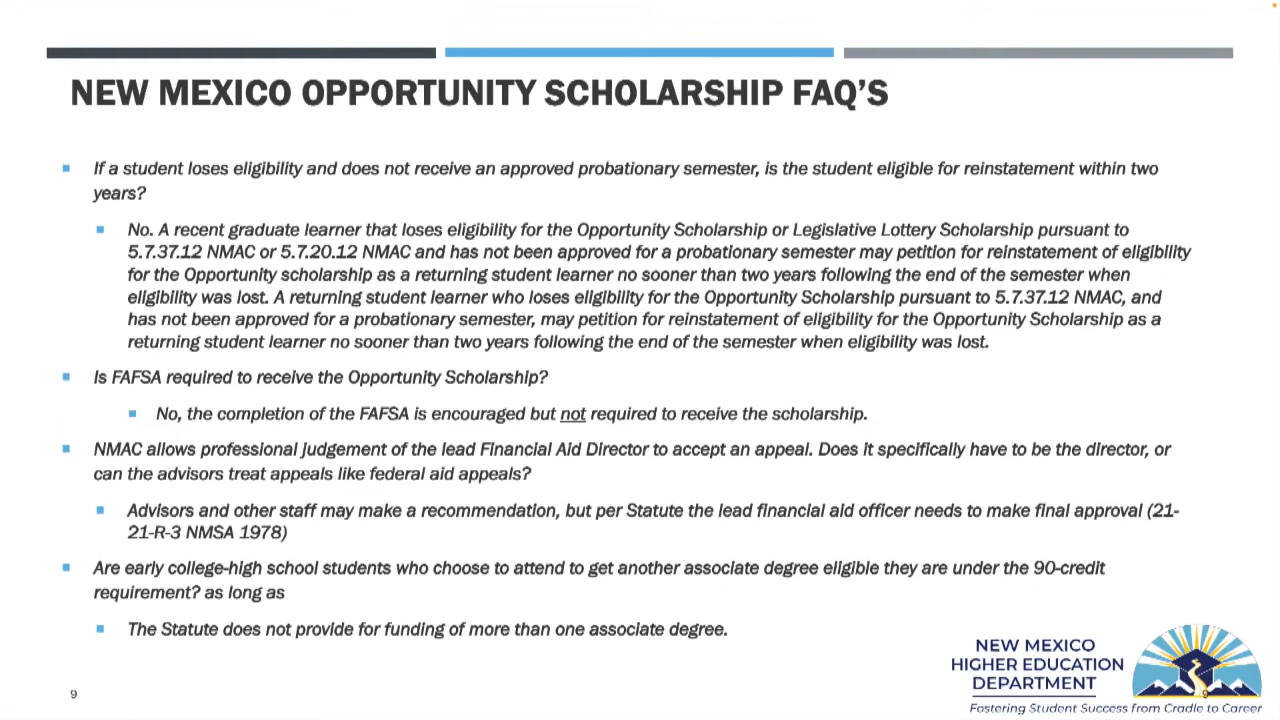 NEW MEXICO OPPORTUNITY SCHOLARSHIP FAQ'S
If a student loses eligibility and does not receive an approved probationary semester, is the student eligible for reinstatement within two
years?
No. A recent graduate learner that loses eligibility for the Opportunity Scholarship or Legislative Lottery Scholarship pursuant to
5.7.37.12 NMAC or 5.7.20.12 NMAC and has not been approved for a probationary semester may petition for reinstatement of eligibility
for the Opportunity scholarship as a returning student learner no sooner than two years following the end of the semester when
eligibility was lost. A returning student learner who loses eligibility for the Opportunity Scholarship pursuant to 5.7.37.12 NMAC, and
has not been approved for a probationary semester, may petition for reinstatement of eligibility for the Opportunity Scholarship as a
returning student learner no sooner than two years following the end of the semester when eligibility was lost.
Is FAFSA required to receive the Opportunity Scholarship?
No, the completion of the FAFSA is encouraged but not required to receive the scholarship.
NMAC allows professional judgement of the lead Financial Aid Director to accept an appeal. Does it specifically have to be the director, or
can the advisors treat appeals like federal aid appeals?
Advisors and other staff may make a recommendation, but per Statute the lead financial aid officer needs to make final approval (21-
21-R-3 NMSA 1978)
Are early college-high school students who choose to attend to get another associate degree eligible they are under the 90-credit
requirement? as long as
The Statute does not provide for funding of more than one associate degree.
NEW MEXICO
HIGHER EDUCATION
DEPARTMENT
Fostering Student Success from Cradle to Career
9
9